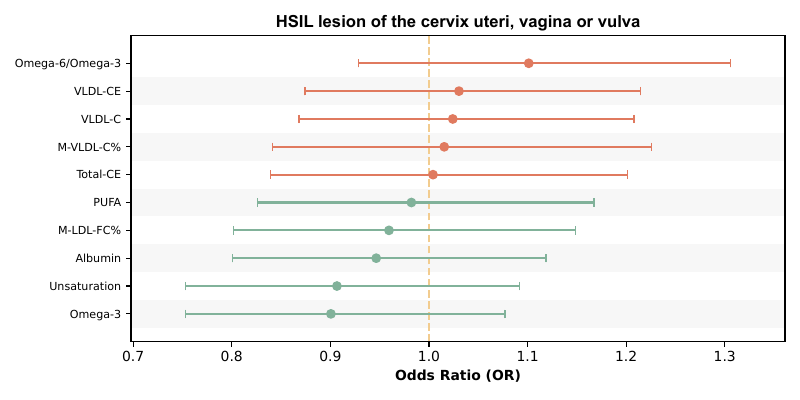 HSIL lesion of the cervix uteri, vagina or vulva
Omega-6/Omega-3
VLDL-CE
VLDL-C
M-VLDL-C%
Total-CE
PUFA
M-LDL-FC%
Albumin
Unsaturation
Omega-3
0.7 0.8 0.9 1.0 1.1 1.2 1.3
Odds Ratio (OR)